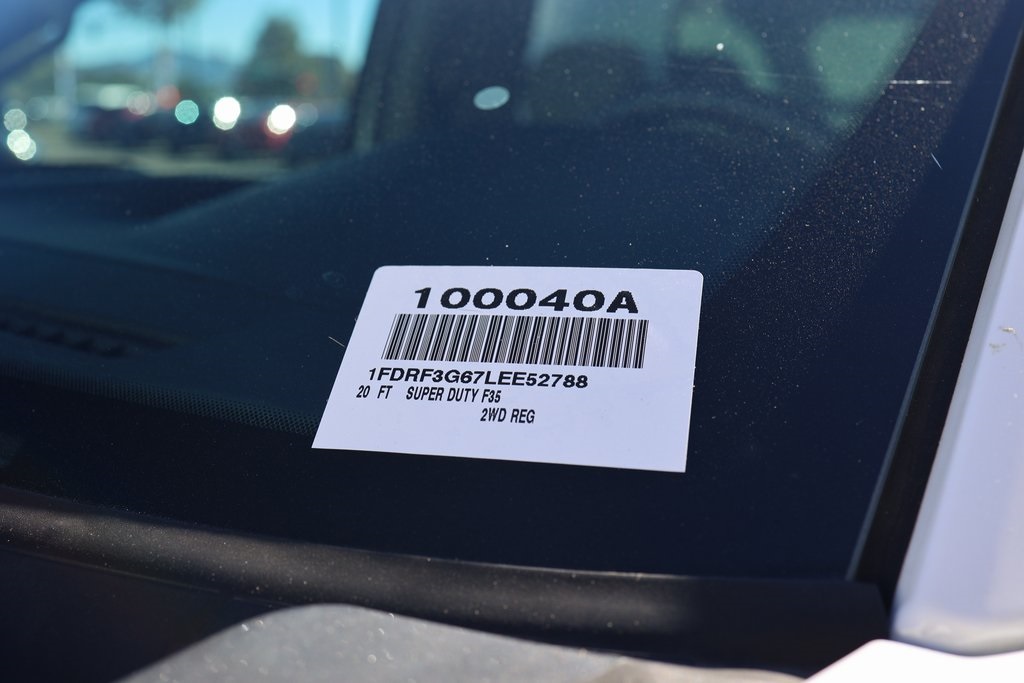 100040A
1FDRF3G67LEE52788
20 FT SUPER DUTY F35
2WD REG